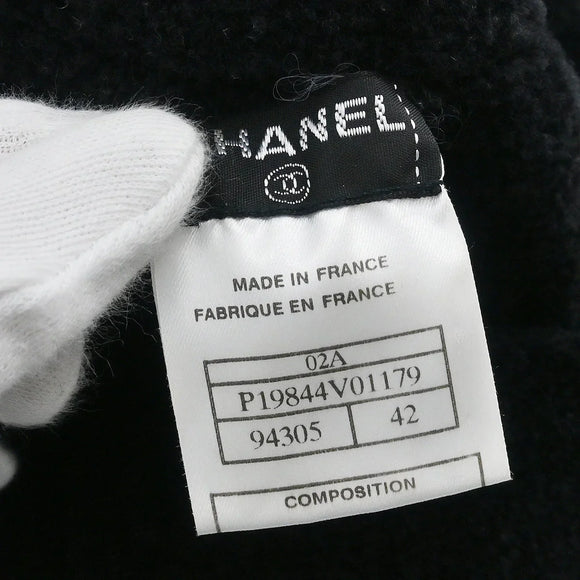 HANEL
MADE IN FRANCE
FABRIQUE EN FRANCE
02A
P19844V01179
94305 42
COMPOSITION